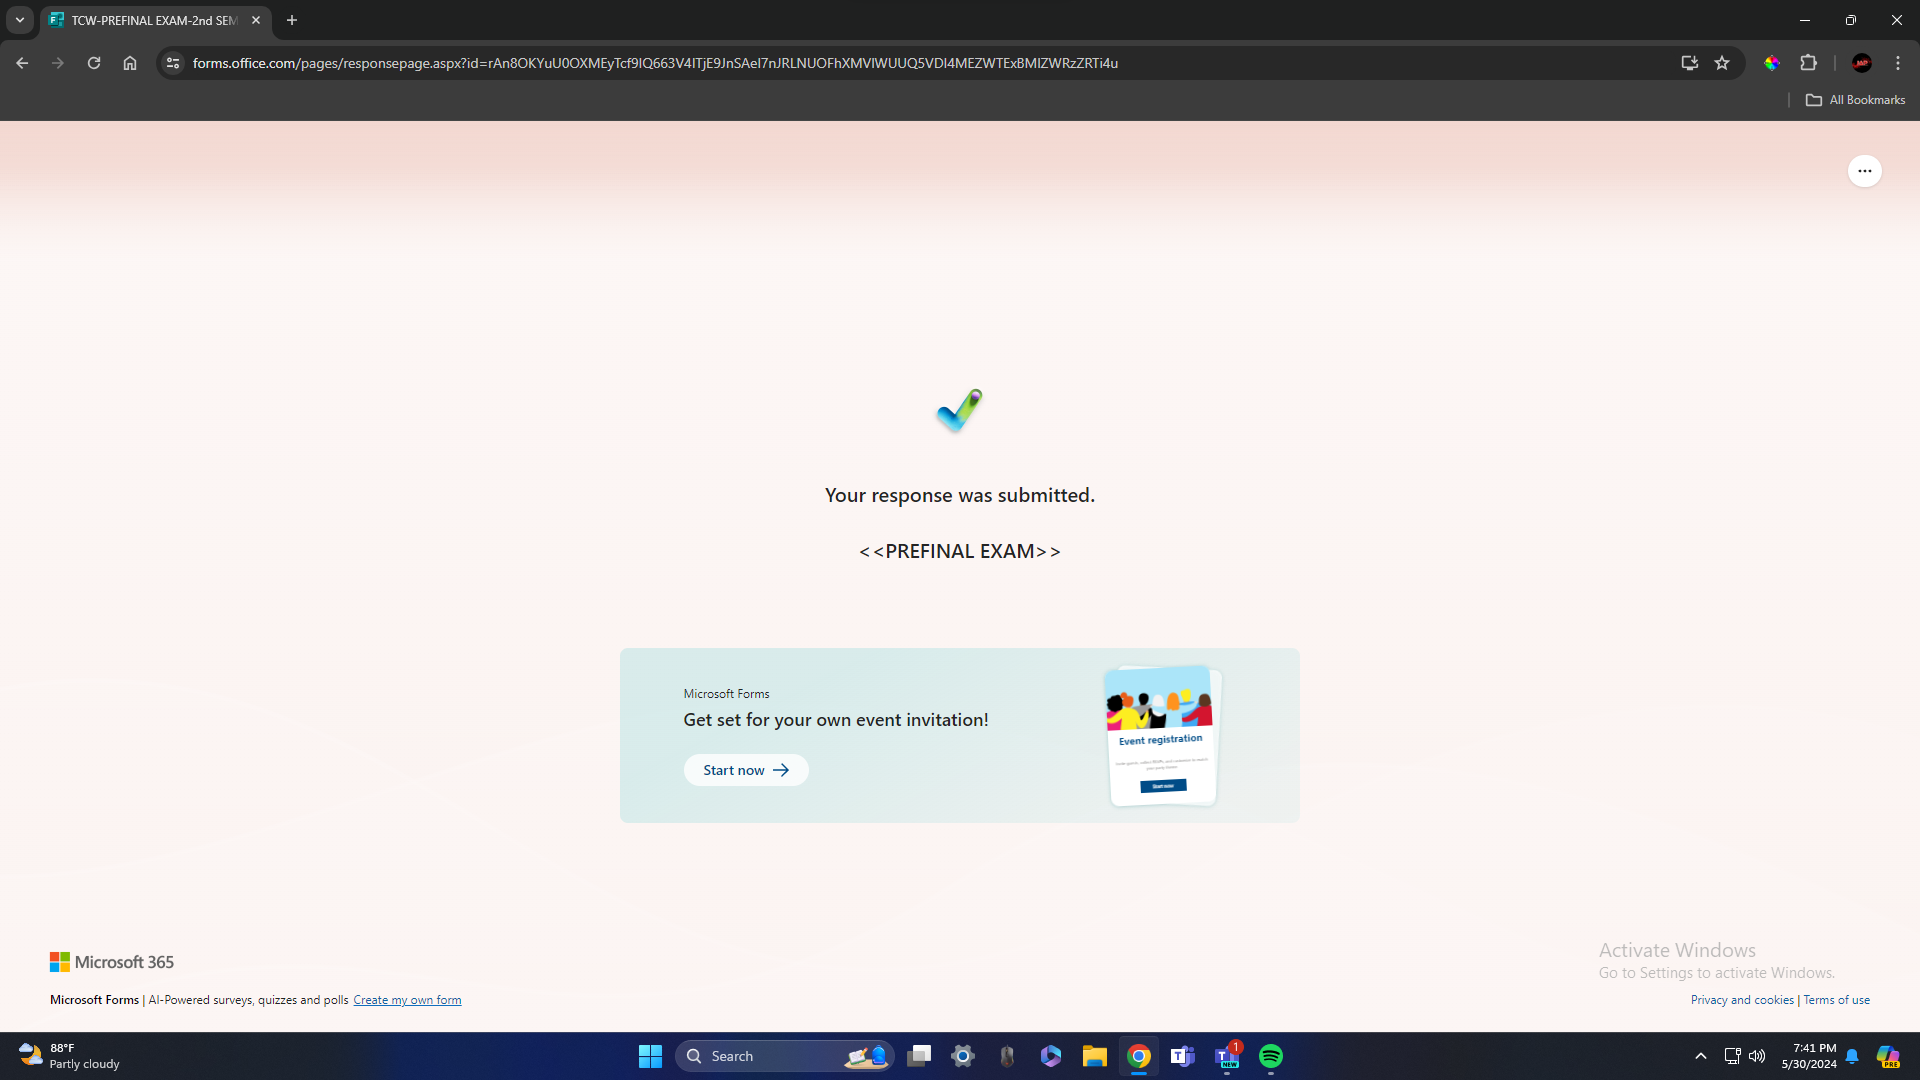 TCW-PREFINAL EXAM-2nd SEM
forms.office.com/pages/responsepage.aspx?id=rAn8OKYuU0OXMEyTcf9IQ663V4ITjE9JnSAeI7nJRLNUOFhXMVlWUUQ5VDI4MEZWTExBMIZWRzZRTi4u
All Bookmarks
Your response was submitted.
<<PREFINAL EXAM>>
Microsoft Forms
Get set for your own event invitation!
Start now
Event registration
Start now
Activate Windows
Go to Settings to activate Windows.
Microsoft 365
Microsoft Forms | AI-Powered surveys, quizzes and polls Create my own form
Privacy and cookies | Terms of use
88°F
Partly cloudy
Search
NEW
1
7:41 PM
5/30/2024
PRE